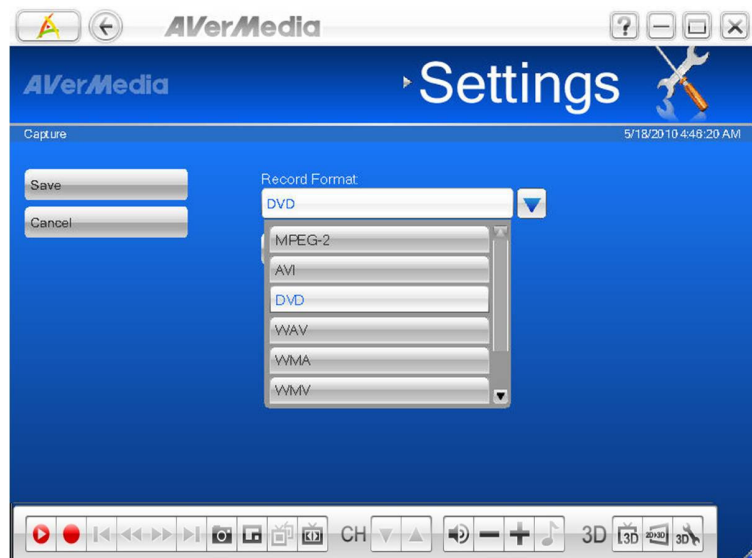 AVerMedia
?
AVerMedia
Settings
Capture
5/18/2010 4:46:20 AM
Save
Cancel
Record Format:
DVD
MPEG-2
AVI
DVD
WAV
WMA
WMV
CH
3D
3D
2D>3D
3D